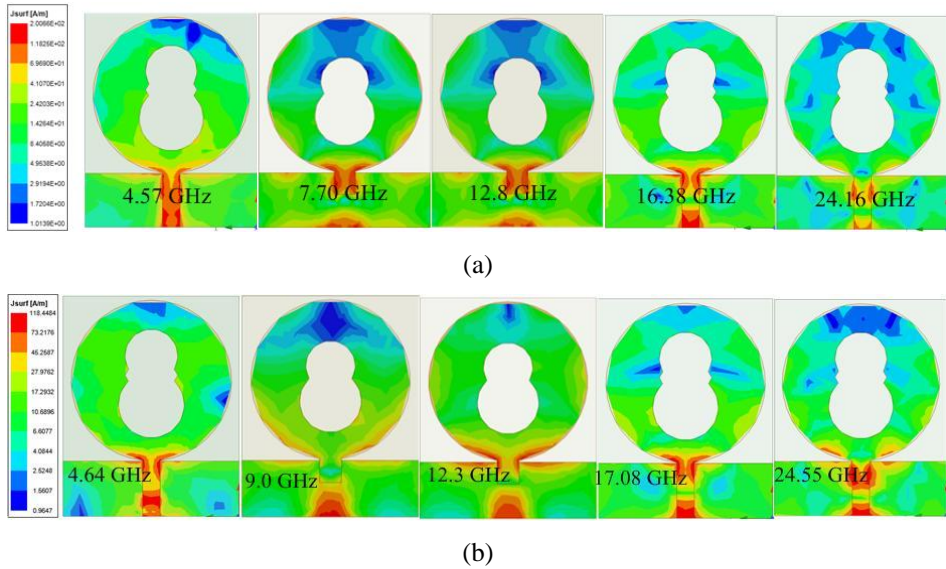 Jsurf [A/m]
2.0086E+02
1.1825E+02
6.9690E+01
4.1070E+01
2.4203E+01
1.4264E+01
8.4058E+00
4.9538E+00
2.9194E+00
1.7204E+00
1.0139E+00
4.57 GHz
7.70 GHz
12.8 GHz
16.38 GHz
24.16 GHz
(a)
Jsurf [A/m]
118.4484
73.2176
45.2587
27.9762
17.2932
10.6896
6.6077
4.0844
2.5248
1.5607
0.9647
4.64 GHz
9.0 GHz
12.3 GHz
17.08 GHz
24.55 GHz
(b)